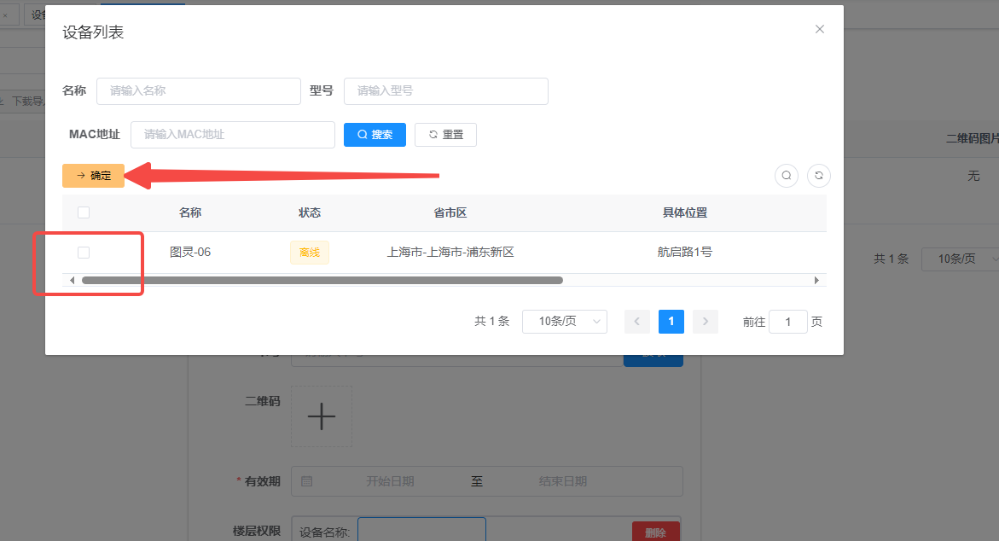 设备列表
名称 请输入名称 型号 请输入型号
MAC地址 请输入MAC地址 搜索 重置
确定
名称 状态 省市区 具体位置
图灵-06 离线 上海市-上海市-浦东新区 航启路1号
共 1 条 10条/页 1 前往 1 页
设
下载导
二维码图片
无
共 1 条 10条/页
二维码
* 有效期 开始日期 至 结束日期
楼层权限 设备名称: 删除